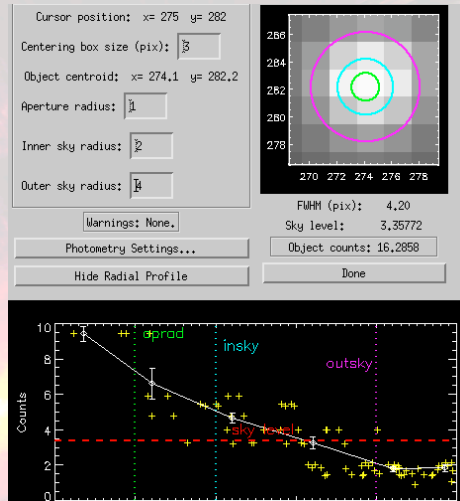 Cursor position: x= 275 y= 282
Centering box size (pix): 3
Object centroid: x= 274.1 y= 282.2
Aperture radius: 1
Inner sky radius: 2
Outer sky radius: 4
Warnings: None.
Photometry Settings...
Hide Radial Profile
286
284
282
280
278
270 272 274 276 278
FWHM (pix): 4.20
Sky level: 3.35772
Object counts: 16.2858
Done
10
8
6
4
2
0
Counts
aprad
insky
outsky
sky level